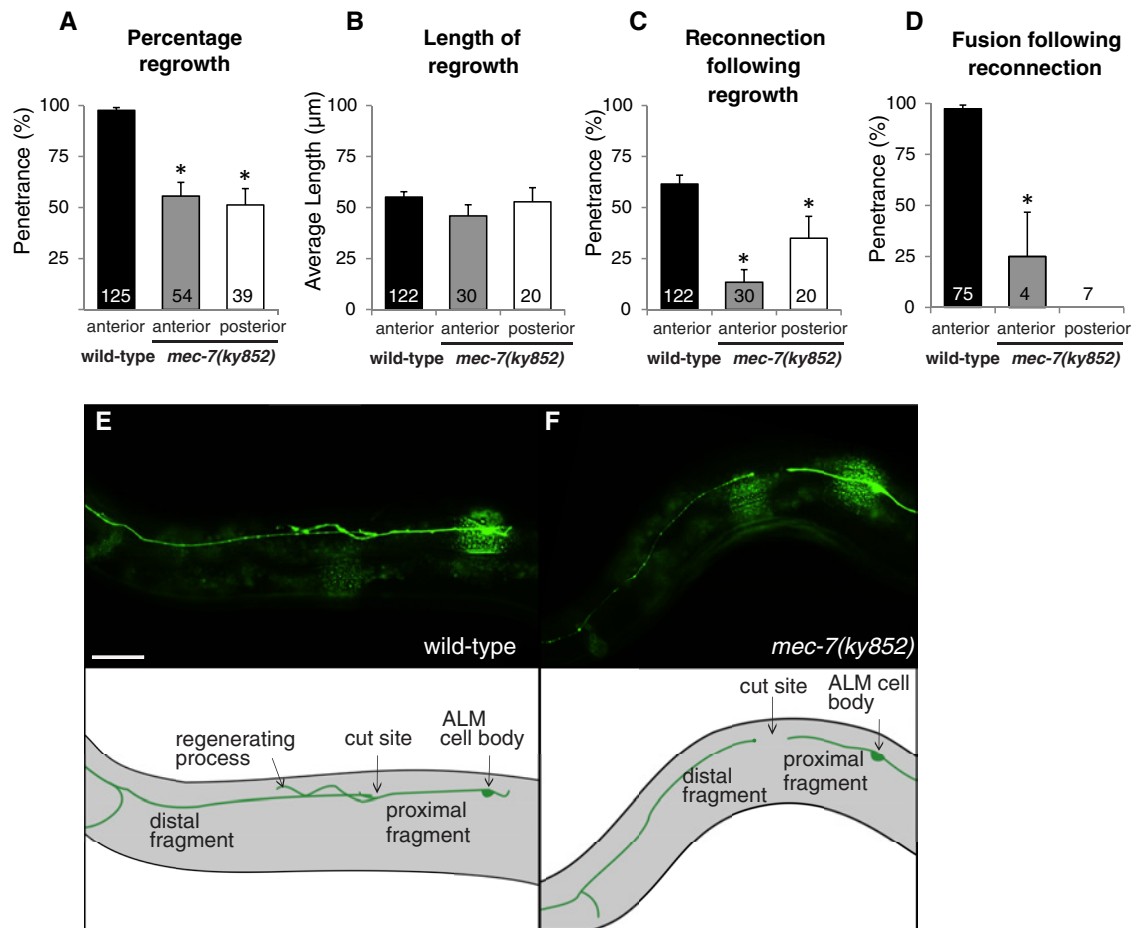 A
Percentage
regrowth
Penetrance (%)
100
75
50
25
*
*
125
54
39
anterior
anterior
posterior
wild-type
mec-7(ky852)
B
Length of
regrowth
Average Length (μm)
100
75
50
25
0
122
30
20
anterior
anterior
posterior
wild-type
mec-7(ky852)
C
Reconnection
following
regrowth
Penetrance (%)
100
75
50
25
0
*
*
122
30
20
anterior
anterior
posterior
wild-type
mec-7(ky852)
D
Fusion following
reconnection
Penetrance (%)
100
75
50
25
0
*
75
4
7
anterior
anterior
posterior
wild-type
mec-7(ky852)
E
wild-type
F
mec-7(ky852)
regenerating
process
cut site
ALM
cell body
distal
fragment
proximal
fragment
cut site
ALM cell
body
distal
fragment
proximal
fragment